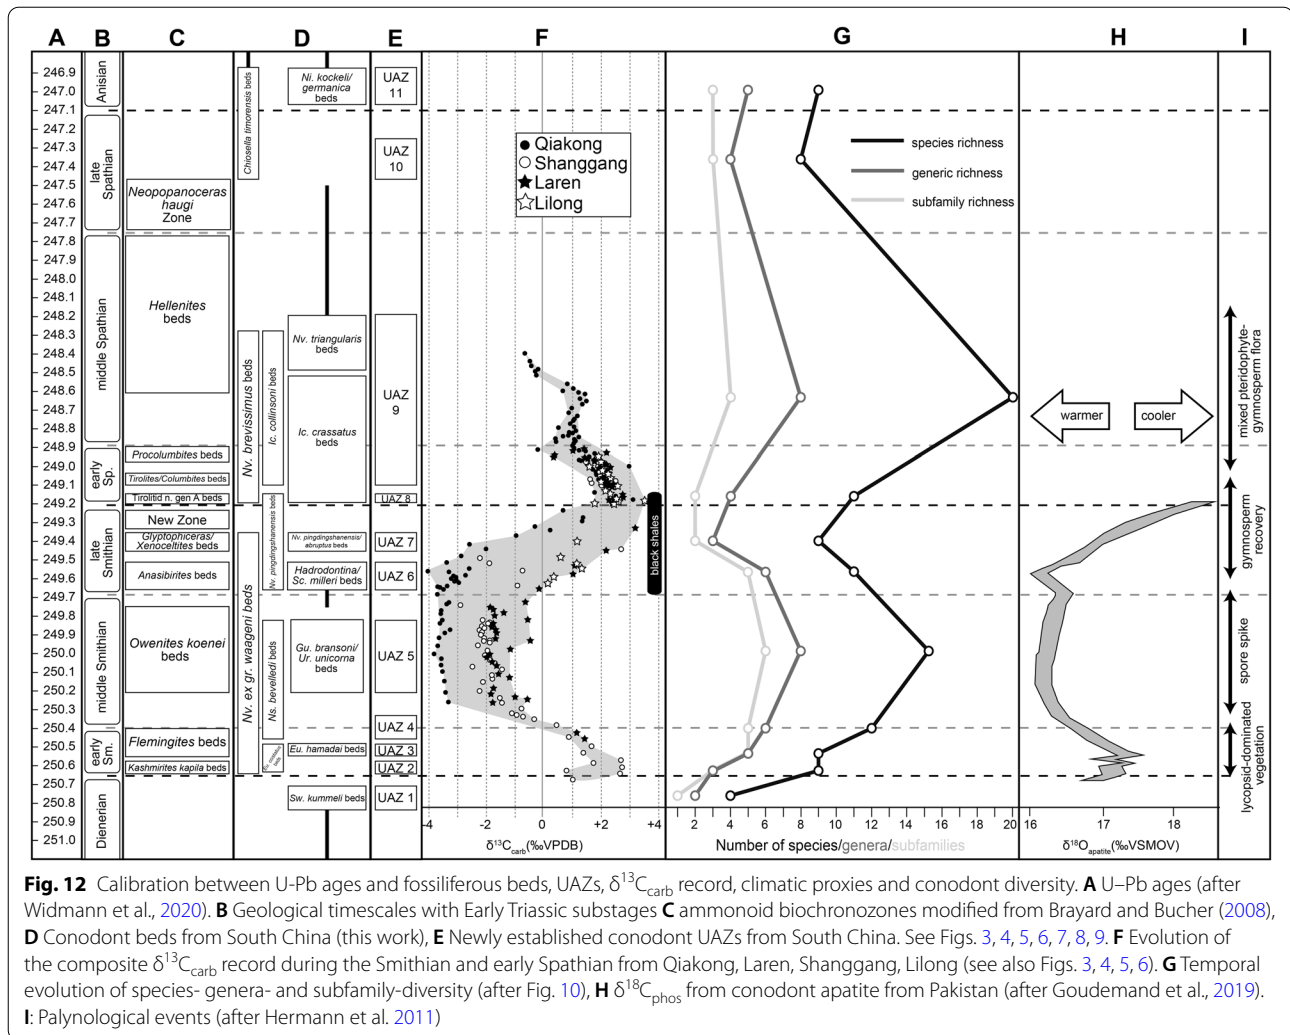 A B C D E F G H I
246.9
247.0
247.1
247.2
247.3
247.4
247.5
247.6
247.7
247.8
248.0
248.1
248.2
248.3
248.4
248.5
248.6
248.7
248.8
248.9
249.0
249.1
249.2
249.3
249.4
249.5
249.6
249.7
249.8
249.9
250.0
250.1
250.2
250.3
250.4
250.5
250.6
250.7
250.8
250.9
251.0
Anisian
late
Spathian
middle Spathian
early
Sp.
late
Smithian
middle Smithian
early
Sm.
Dienerian
Neopopanoceras
haugi
Zone
Hellenites
beds
Procolumbites beds
Tirolites/Columbites beds
Tirolitid n. gen A beds
New Zone
Glyptophiceras/
Xenoceltites beds
Anasibirites beds
Owenites koenei
beds
Flemingites beds
Kashmirites kapila beds
Chiosella timorensis beds
Nv. brevissimus beds
Ic. collinsoni beds
Nv. pingdingshanensis beds
Nv. ex gr. waageni beds
Ns. bevelledi beds
Ni. kockeli/
germanica
beds
Nv. triangularis
beds
Ic. crassatus
beds
Nv. pingdingshanensis/
abruptus beds
Hadrodontina/
Sc. milleri beds
Gu. bransoni/
Ur. unicorna
beds
Eu. hamadai beds
Sw. kummeli beds
UAZ
11
UAZ
10
UAZ
9
UAZ 8
UAZ 7
UAZ 6
UAZ 5
UAZ 4
UAZ 3
UAZ 2
UAZ 1
Qiakong
Shanggang
Laren
Lilong
black shales
-4 -2 0 +2 +4
δ13Ccarb(‰VPDB)
species richness
generic richness
subfamily richness
2 4 6 8 10 12 14 16 18 20
Number of species/genera/subfamilies
warmer
cooler
16 17 18
δ18Oapatite(‰VSMOV)
mixed pteridophyte-
gymnosperm flora
gymnosperm
recovery
spore spike
lycopsid-dominated
vegetation
Fig. 12 Calibration between U-Pb ages and fossiliferous beds, UAZs, δ13Ccarb record, climatic proxies and conodont diversity. A U–Pb ages (after
Widmann et al., 2020). B Geological timescales with Early Triassic substages C ammonoid biochronozones modified from Brayard and Bucher (2008),
D Conodont beds from South China (this work), E Newly established conodont UAZs from South China. See Figs. 3, 4, 5, 6, 7, 8, 9. F Evolution of
the composite δ13Ccarb record during the Smithian and early Spathian from Qiakong, Laren, Shanggang, Lilong (see also Figs. 3, 4, 5, 6). G Temporal
evolution of species- genera- and subfamily-diversity (after Fig. 10), H δ18Cphos from conodont apatite from Pakistan (after Goudemand et al., 2019).
I: Palynological events (after Hermann et al. 2011)